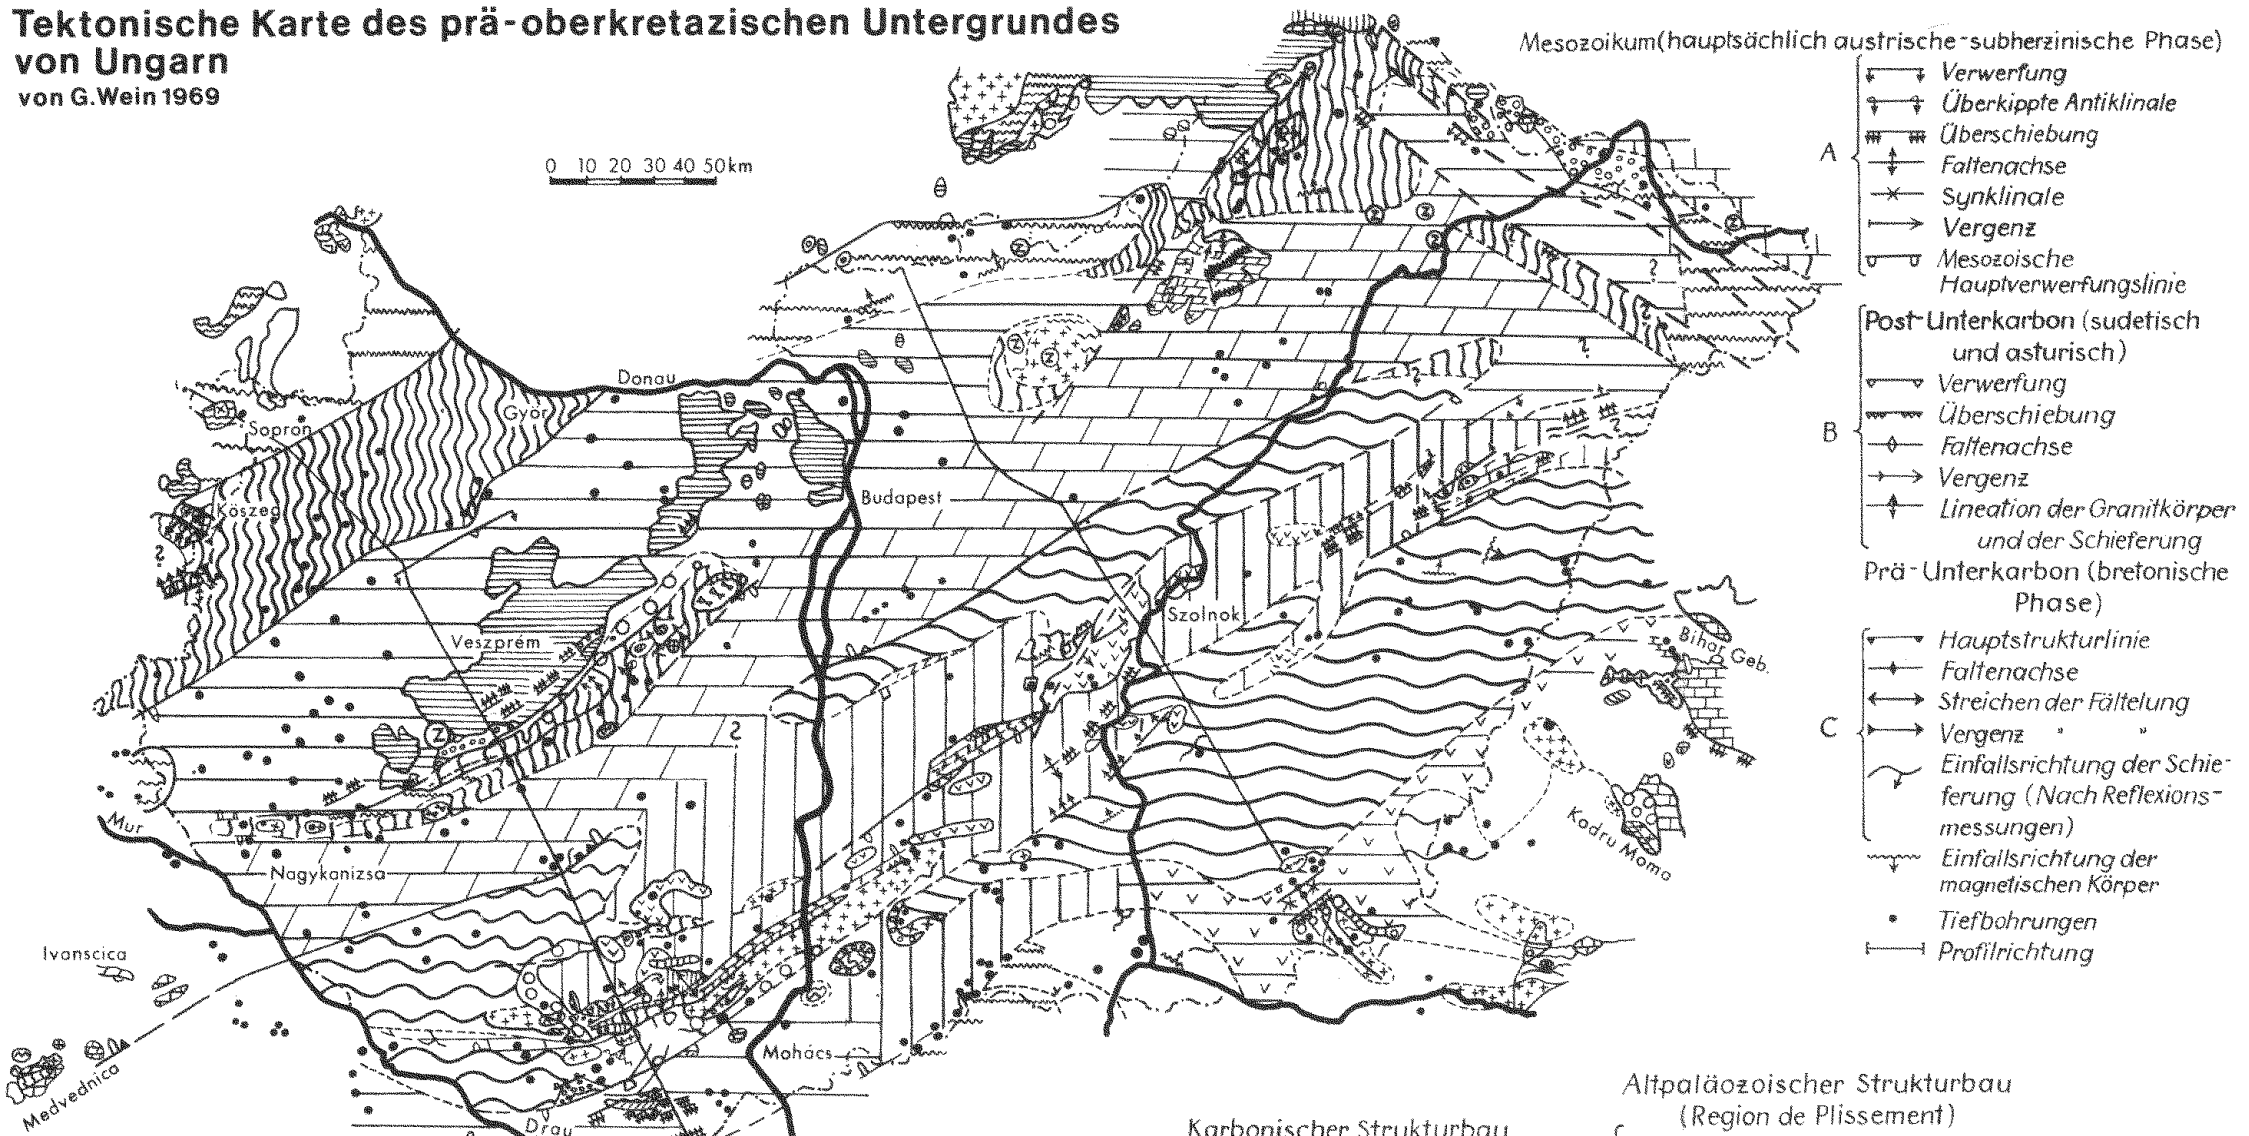 Tektonische Karte des prä-oberkretazischen Untergrundes
von Ungarn
von G.Wein 1969
0 10 20 30 40 50km
Mesozoikum(hauptsächlich austrische-subherzinische Phase)
A
Verwerfung
Überkippte Antiklinale
Überschiebung
Faltenachse
Synklinale
Vergenz
Mesozoische
Hauptverwerfungslinie
B
Post-Unterkarbon (sudetisch
und asturisch)
Verwerfung
Überschiebung
Faltenachse
Vergenz
Lineation der Granitkörper
und der Schieferung
Prä-Unterkarbon (bretonische
Phase)
C
Hauptstrukturlinie
Faltenachse
Streichen der Fältelung
Vergenz " "
Einfallsrichtung der Schie-
ferung (Nach Reflexions-
messungen)
Einfallsrichtung der
magnetischen Körper
Tiefbohrungen
Profilrichtung
Donau
Györ
Sopron
Köszeg
Budapest
Szolnok
Veszprém
Bihar Geb.
Kodru Moma
Mur
Nagykanizsa
Ivanscica
Mohács
Medvednica
Drau
Z
Z
Z
Z
Z
Z
Z
Z
?
?
?
?
?
?
Altpaläozoischer Strukturbau
(Region de Plissement)
Karbonischer Strukturbau